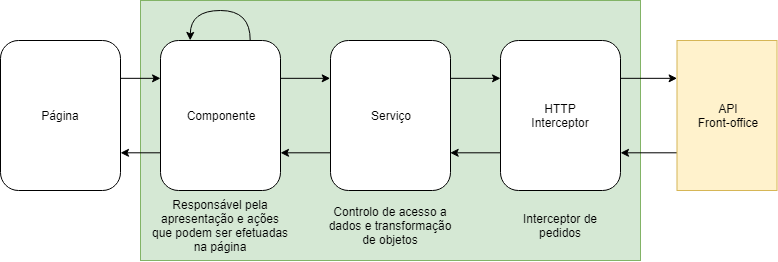 Página
Componente
Serviço
HTTP
Interceptor
API
Front-office
Responsável pela
apresentação e ações
que podem ser efetuadas
na página
Controlo de acesso a
dados e transformação
de objetos
Interceptor de
pedidos